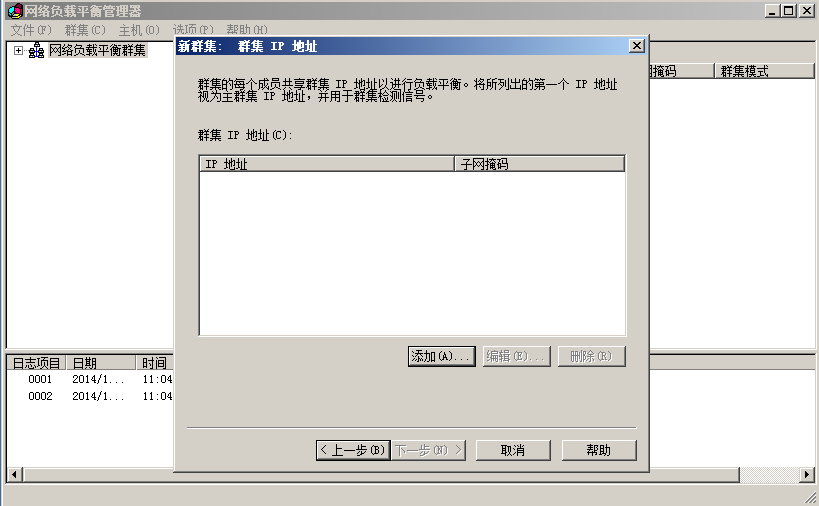 网络负载平衡管理器
文件(F) 群集(C) 主机(O) 选项(P) 帮助(H)
网络负载平衡群集
掩码 群集模式
新群集: 群集 IP 地址
群集的每个成员共享群集 IP 地址以进行负载平衡。将所列出的第一个 IP 地址
视为主群集 IP 地址，并用于群集检测信号。
群集 IP 地址(C):
IP 地址 子网掩码
添加(A)... 编辑(E)... 删除(R)
< 上一步(B) 下一步(N) > 取消 帮助
日志项目 日期 时间
0001 2014/1... 11:04
0002 2014/1... 11:04